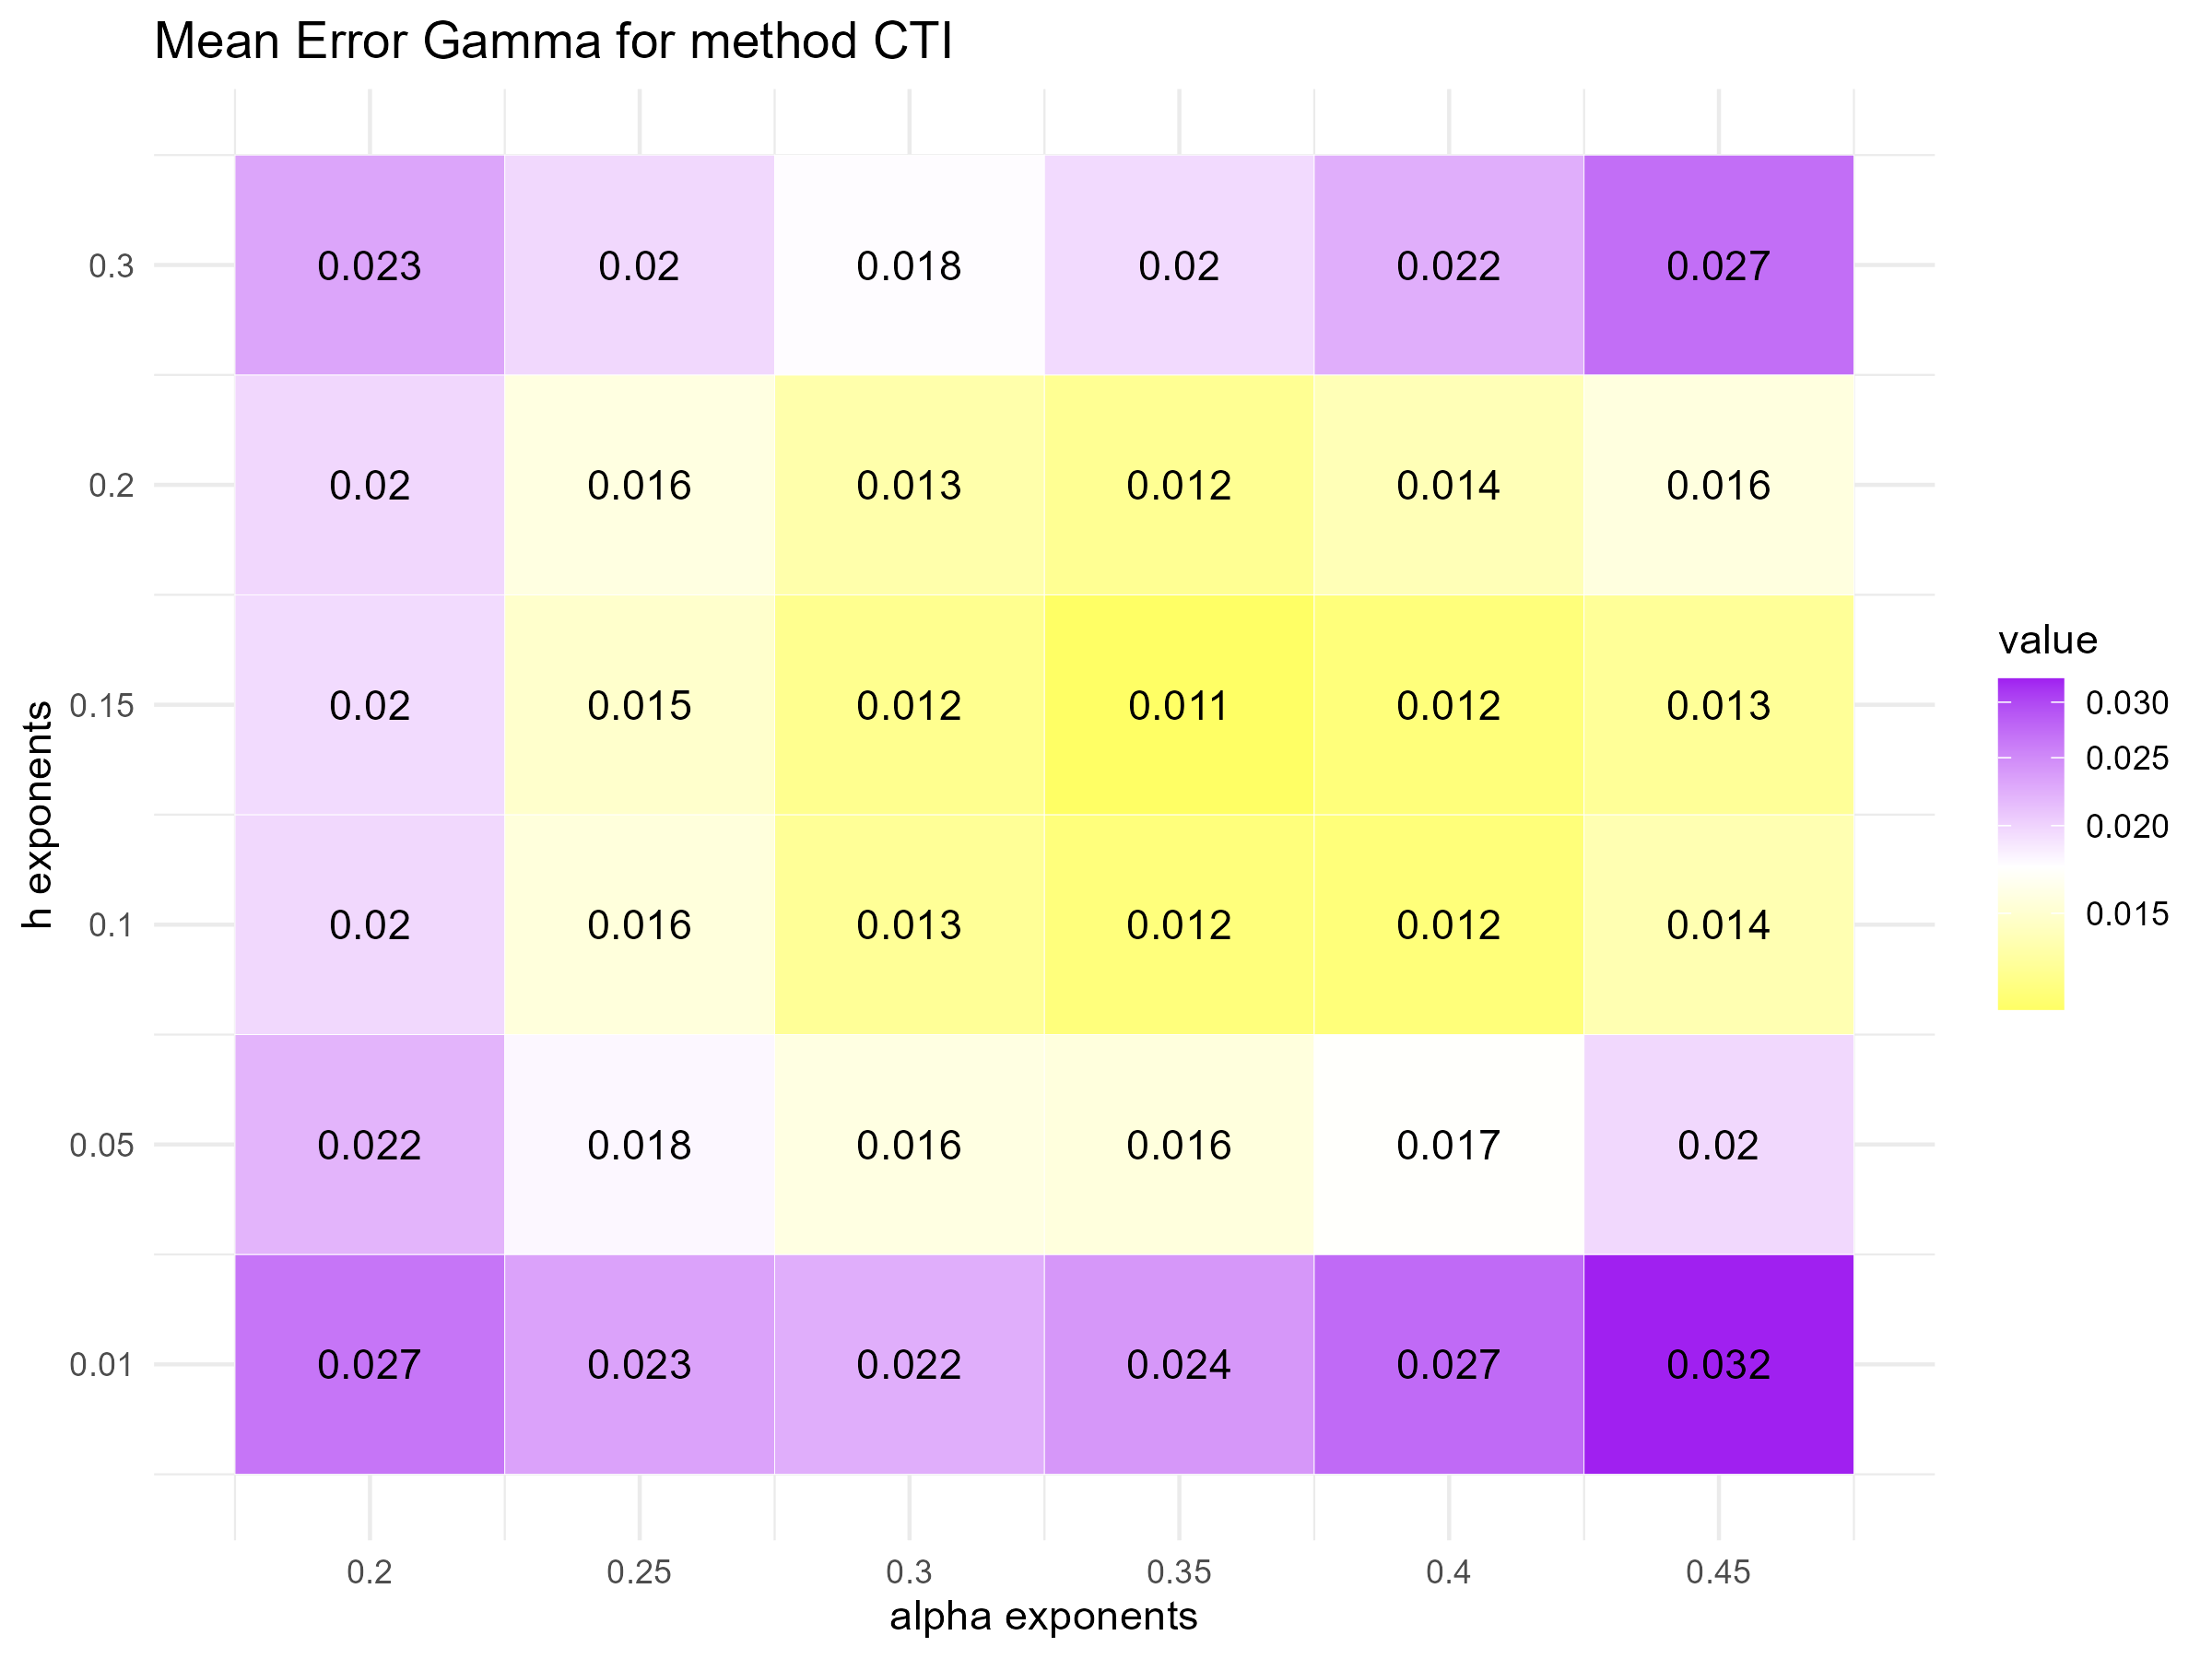 Mean Error Gamma for method CTI
0.3 0.023 0.02 0.018 0.02 0.022 0.027
0.2 0.02 0.016 0.013 0.012 0.014 0.016
0.15 0.02 0.015 0.012 0.011 0.012 0.013
0.1 0.02 0.016 0.013 0.012 0.012 0.014
0.05 0.022 0.018 0.016 0.016 0.017 0.02
0.01 0.027 0.023 0.022 0.024 0.027 0.032
0.2 0.25 0.3 0.35 0.4 0.45
alpha exponents
h exponents
value
0.030
0.025
0.020
0.015